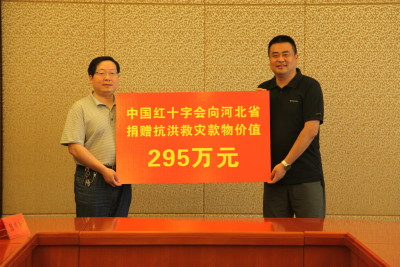 中国红十字会向河北省
捐赠抗洪救灾款物价值
295万元